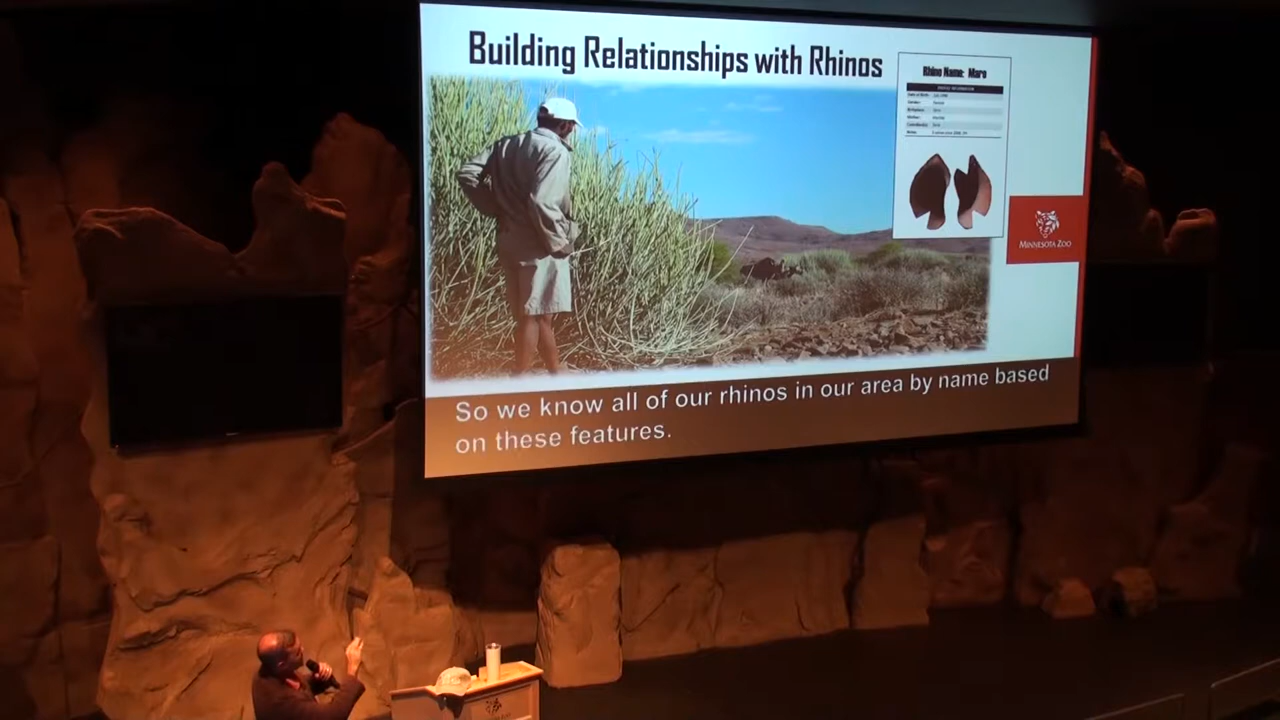 Building Relationships with Rhinos
Rhino Name: Maro
MINNESOTA ZOO
So we know all of our rhinos in our area by name based
on these features.